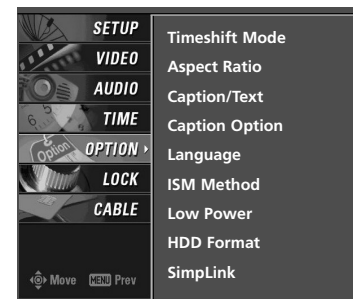 SETUP
VIDEO
AUDIO
TIME
OPTION
LOCK
CABLE
Move MENU Prev
Timeshift Mode
Aspect Ratio
Caption/Text
Caption Option
Language
ISM Method
Low Power
HDD Format
SimpLink